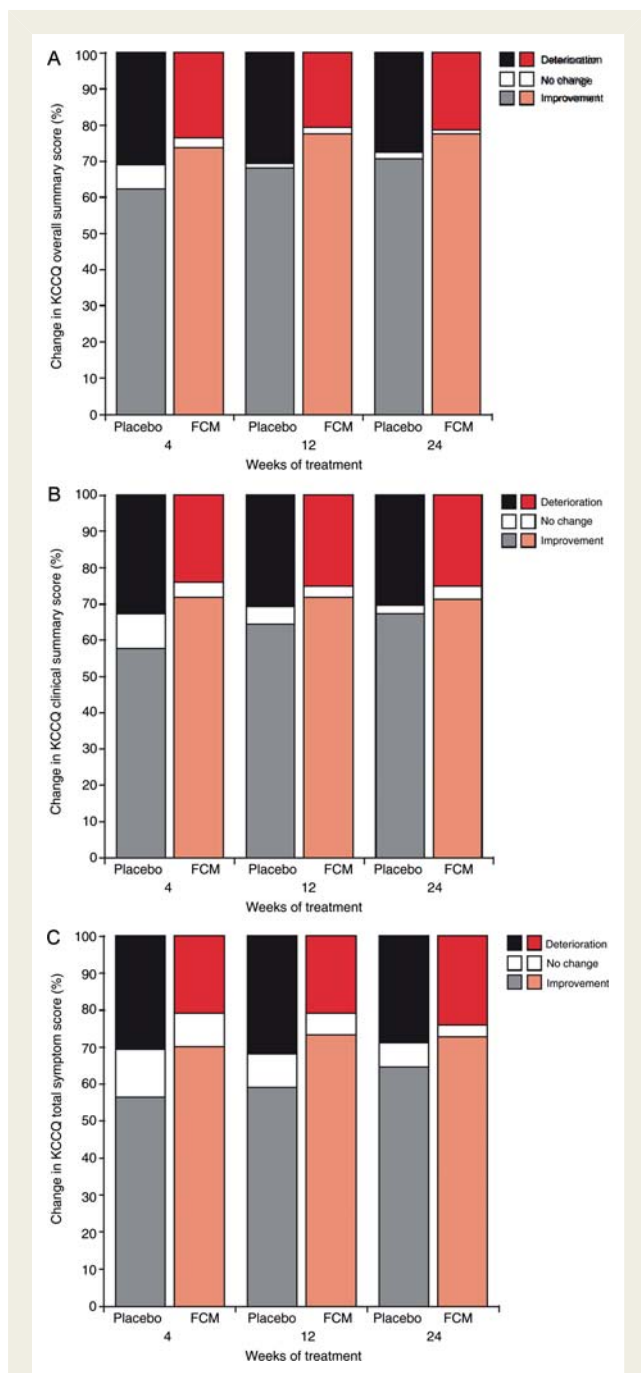 A
Change in KCCQ overall summary score (%)
100
90
80
70
60
50
40
30
20
10
0
Deterioration
No change
Improvement
Placebo FCM Placebo FCM Placebo FCM
4 12 24
Weeks of treatment
B
Change in KCCQ clinical summary score (%)
100
90
80
70
60
50
40
30
20
10
0
Deterioration
No change
Improvement
Placebo FCM Placebo FCM Placebo FCM
4 12 24
Weeks of treatment
C
Change in KCCQ total symptom score (%)
100
90
80
70
60
50
40
30
20
10
0
Deterioration
No change
Improvement
Placebo FCM Placebo FCM Placebo FCM
4 12 24
Weeks of treatment